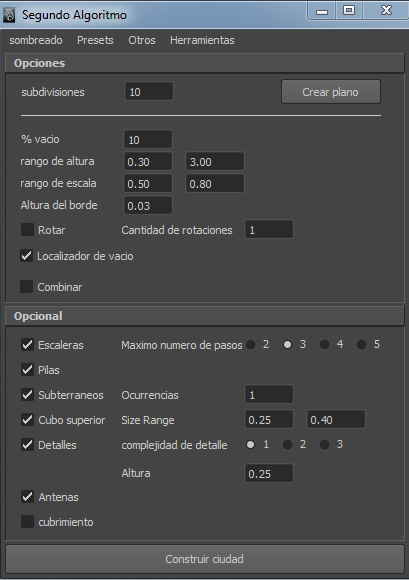 Segundo Algoritmo
sombreado Presets Otros Herramientas
Opciones
subdivisiones 10 Crear plano
% vacio 10
rango de altura 0.30 3.00
rango de escala 0.50 0.80
Altura del borde 0.03
Rotar Cantidad de rotaciones 1
Localizador de vacio
Combinar
Opcional
Escaleras Maximo numero de pasos 2 3 4 5
Pilas
Subterraneos Ocurrencias 1
Cubo superior Size Range 0.25 0.40
Detalles complejidad de detalle 1 2 3
Altura 0.25
Antenas
cubrimiento
Construir ciudad